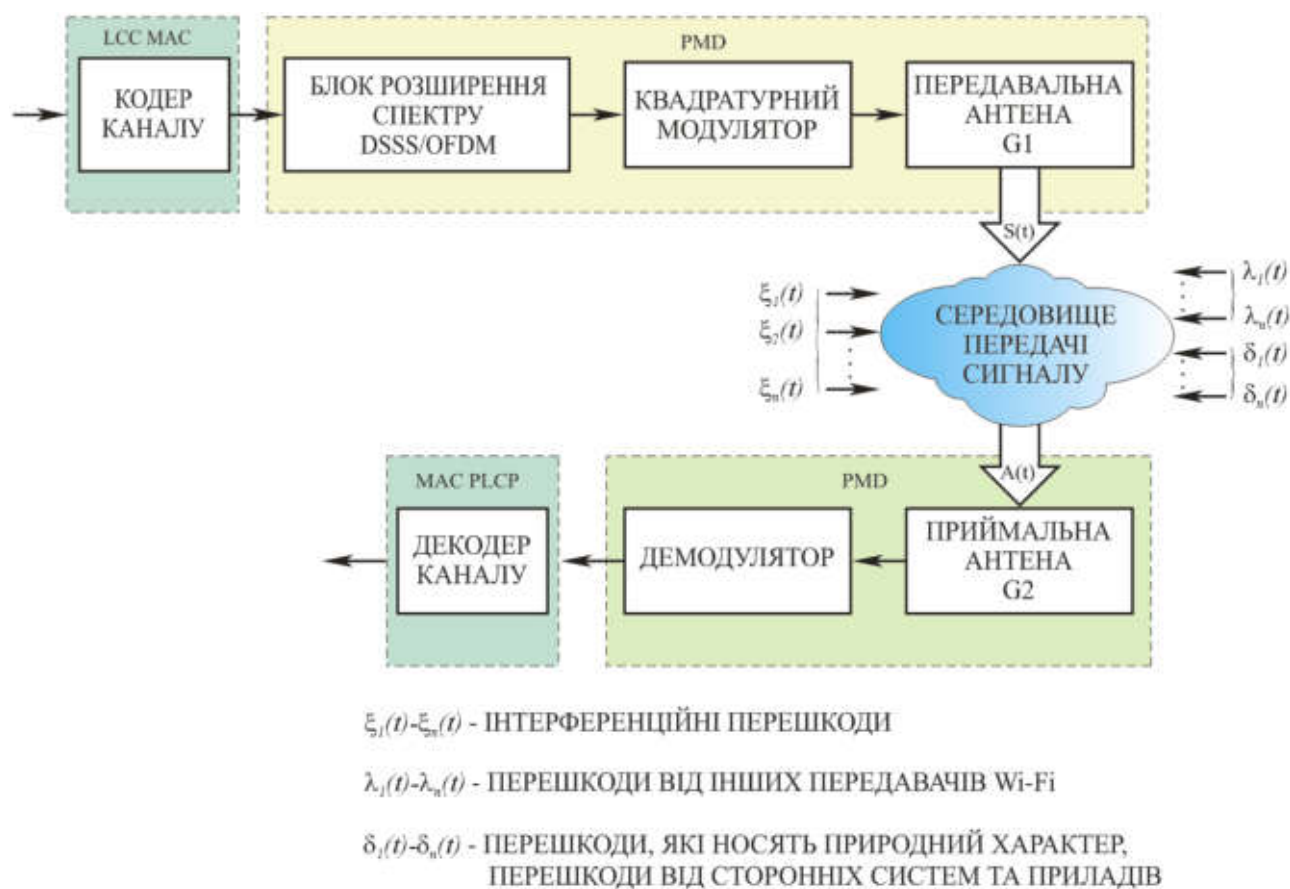 LCC MAC
PMD
КОДЕР
КАНАЛУ
БЛОК РОЗШИРЕННЯ
СПЕКТРУ
DSSS/OFDM
КВАДРАТУРНИЙ
МОДУЛЯТОР
ПЕРЕДАВАЛЬНА
АНТЕНА
G1
S(t)
ξ₁(t)
ξ₂(t)
ξₙ(t)
СЕРЕДОВИЩЕ
ПЕРЕДАЧІ
СИГНАЛУ
λ₁(t)
λₙ(t)
δ₁(t)
δₙ(t)
A(t)
MAC PLCP
PMD
ДЕКОДЕР
КАНАЛУ
ДЕМОДУЛЯТОР
ПРИЙМАЛЬНА
АНТЕНА
G2
ξ₁(t)-ξₙ(t) - ІНТЕРФЕРЕНЦІЙНІ ПЕРЕШКОДИ
λ₁(t)-λₙ(t) - ПЕРЕШКОДИ ВІД ІНШИХ ПЕРЕДАВАЧІВ Wi-Fi
δ₁(t)-δₙ(t) - ПЕРЕШКОДИ, ЯКІ НОСЯТЬ ПРИРОДНИЙ ХАРАКТЕР,
ПЕРЕШКОДИ ВІД СТОРОННІХ СИСТЕМ ТА ПРИЛАДІВ